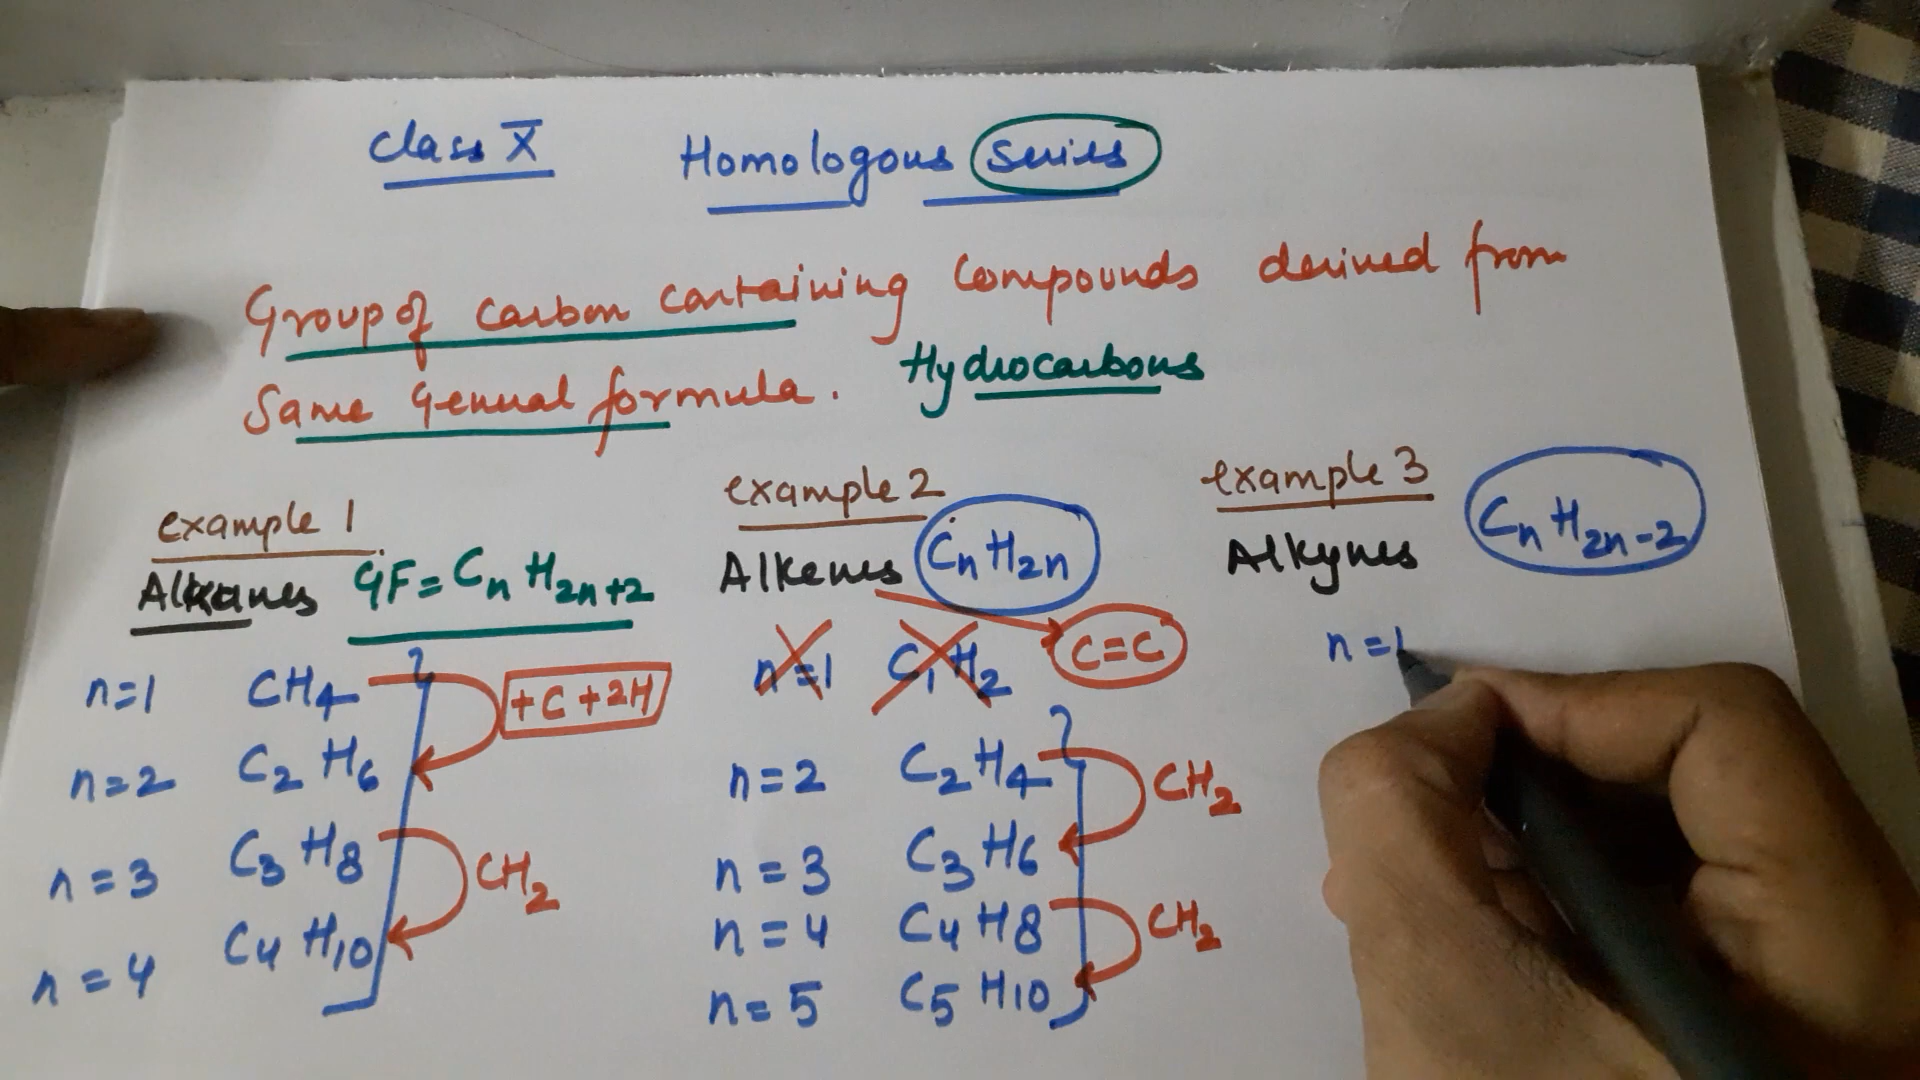 Class X Homologous Series
Group of carbon containing compounds derived from
Same General formula. Hydrocarbons
example 1
Alkanes GF = CnH2n+2
n=1 CH4
+C +2H
n=2 C2H6
n=3 C3H8
CH2
n=4 C4H10
example 2
Alkenes CnH2n
n=1 C1H2
C=C
n=2 C2H4
CH2
n=3 C3H6
n=4 C4H8
CH2
n=5 C5H10
example 3
Alkynes CnH2n-2
n=1